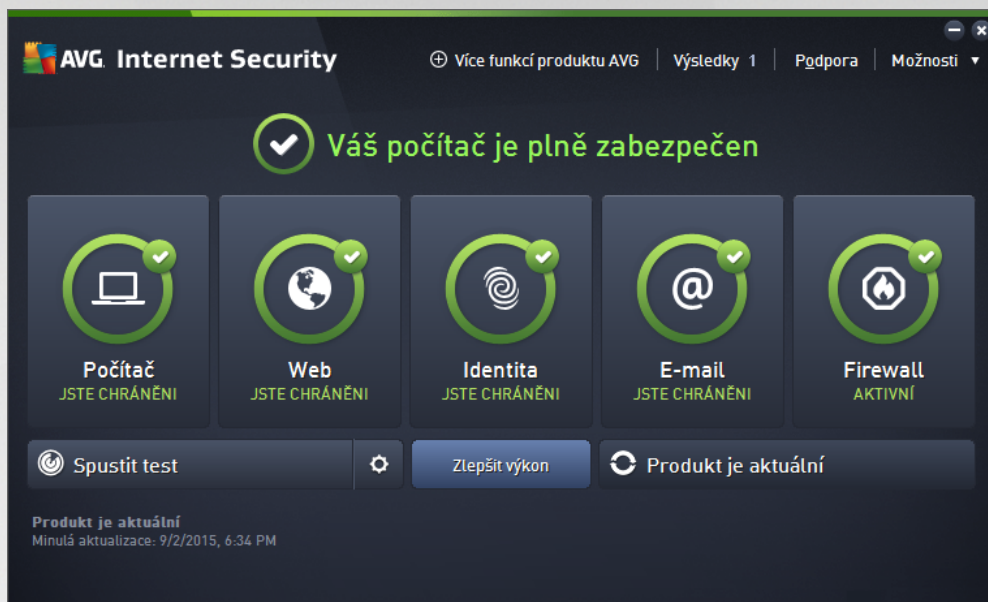 AVG. Internet Security
Více funkcí produktu AVG
Výsledky 1
Podpora
Možnosti
Váš počítač je plně zabezpečen
Počítač
JSTE CHRÁNĚNI
Web
JSTE CHRÁNĚNI
Identita
JSTE CHRÁNĚNI
@
E-mail
JSTE CHRÁNĚNI
Firewall
AKTIVNÍ
Spustit test
Zlepšit výkon
Produkt je aktuální
Produkt je aktuální
Minulá aktualizace: 9/2/2015, 6:34 PM